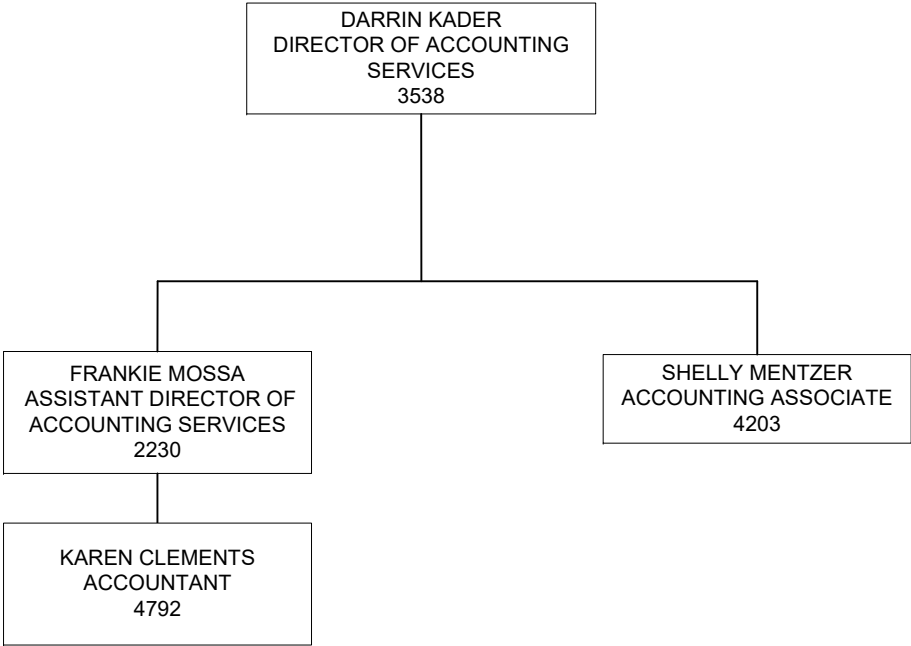 DARRIN KADER
DIRECTOR OF ACCOUNTING
SERVICES
3538
FRANKIE MOSSA
ASSISTANT DIRECTOR OF
ACCOUNTING SERVICES
2230
SHELLY MENTZER
ACCOUNTING ASSOCIATE
4203
KAREN CLEMENTS
ACCOUNTANT
4792